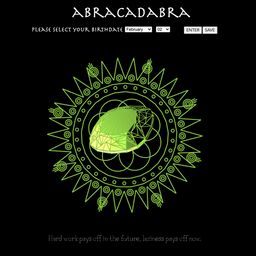 ABRACADABRA
PLEASE SELECT YOUR BIRTHDATE February 02 ENTER SAVE
Hard work pays off in the future, laziness pays off now.